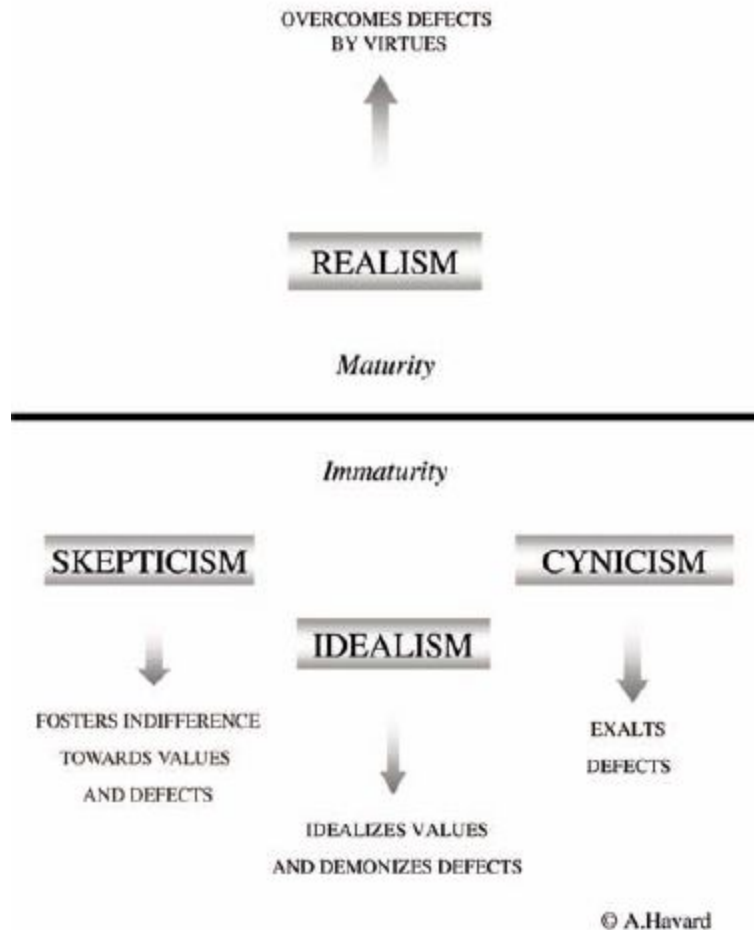 OVERCOMES DEFECTS
BY VIRTUES
REALISM
Maturity
Immaturity
SKEPTICISM
CYNICISM
IDEALISM
FOSTERS INDIFFERENCE
TOWARDS VALUES
AND DEFECTS
EXALTS
DEFECTS
IDEALIZES VALUES
AND DEMONIZES DEFECTS
© A.Havard